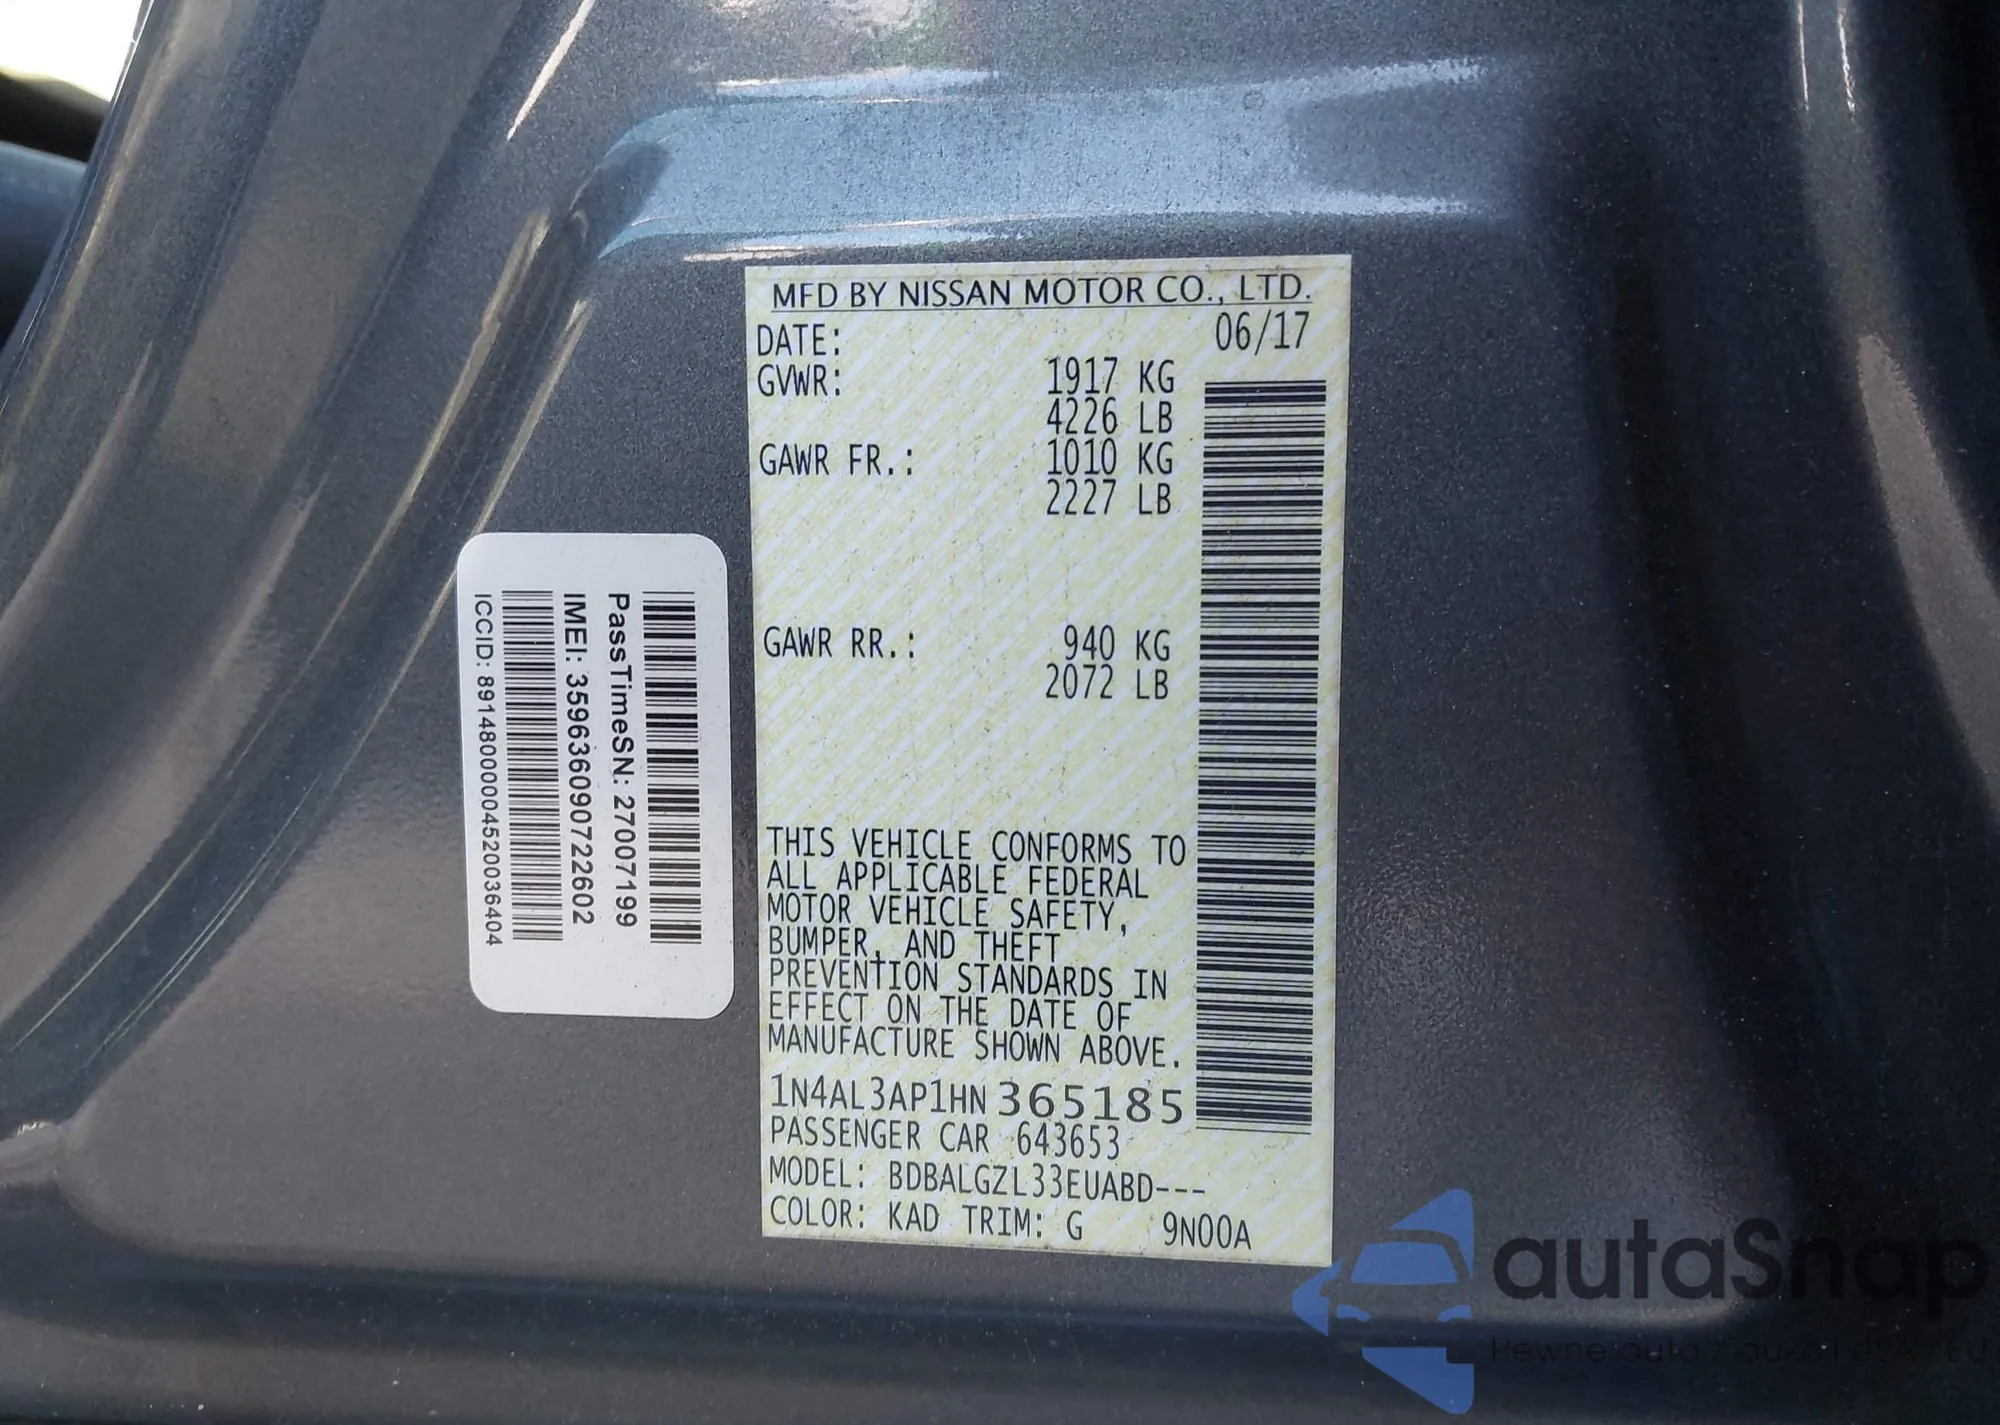 MFD BY NISSAN MOTOR CO., LTD.
DATE: 06/17
GVWR: 1917 KG
4226 LB
GAWR FR.: 1010 KG
2227 LB
GAWR RR.: 940 KG
2072 LB
THIS VEHICLE CONFORMS TO
ALL APPLICABLE FEDERAL
MOTOR VEHICLE SAFETY,
BUMPER, AND THEFT
PREVENTION STANDARDS IN
EFFECT ON THE DATE OF
MANUFACTURE SHOWN ABOVE.
1N4AL3AP1HN365185
PASSENGER CAR 643653
MODEL: BDBALGZL33EUABD---
COLOR: KAD TRIM: G 9N00A
PassTimeSN: 27007199
IMEI: 359636090722602
ICCID: 89148000004520036404
autaSnap
Pewne auto z aukcji